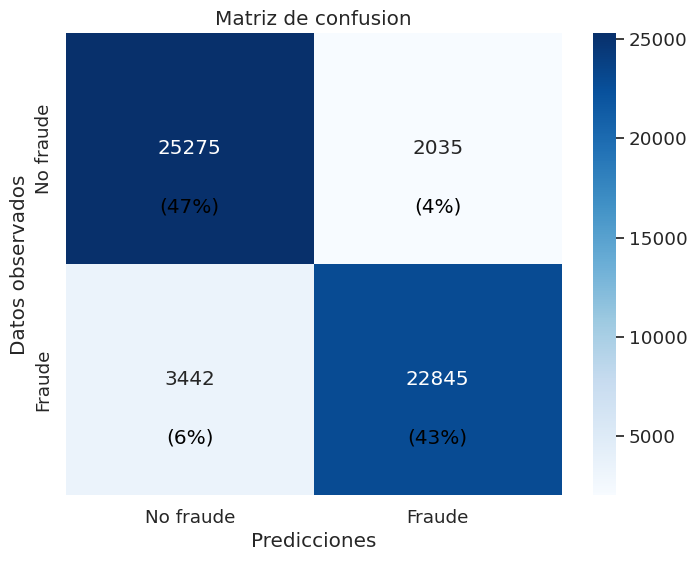 Matriz de confusion
Datos observados
No fraude
Fraude
25275
(47%)
2035
(4%)
3442
(6%)
22845
(43%)
No fraude
Fraude
Predicciones
25000
20000
15000
10000
5000